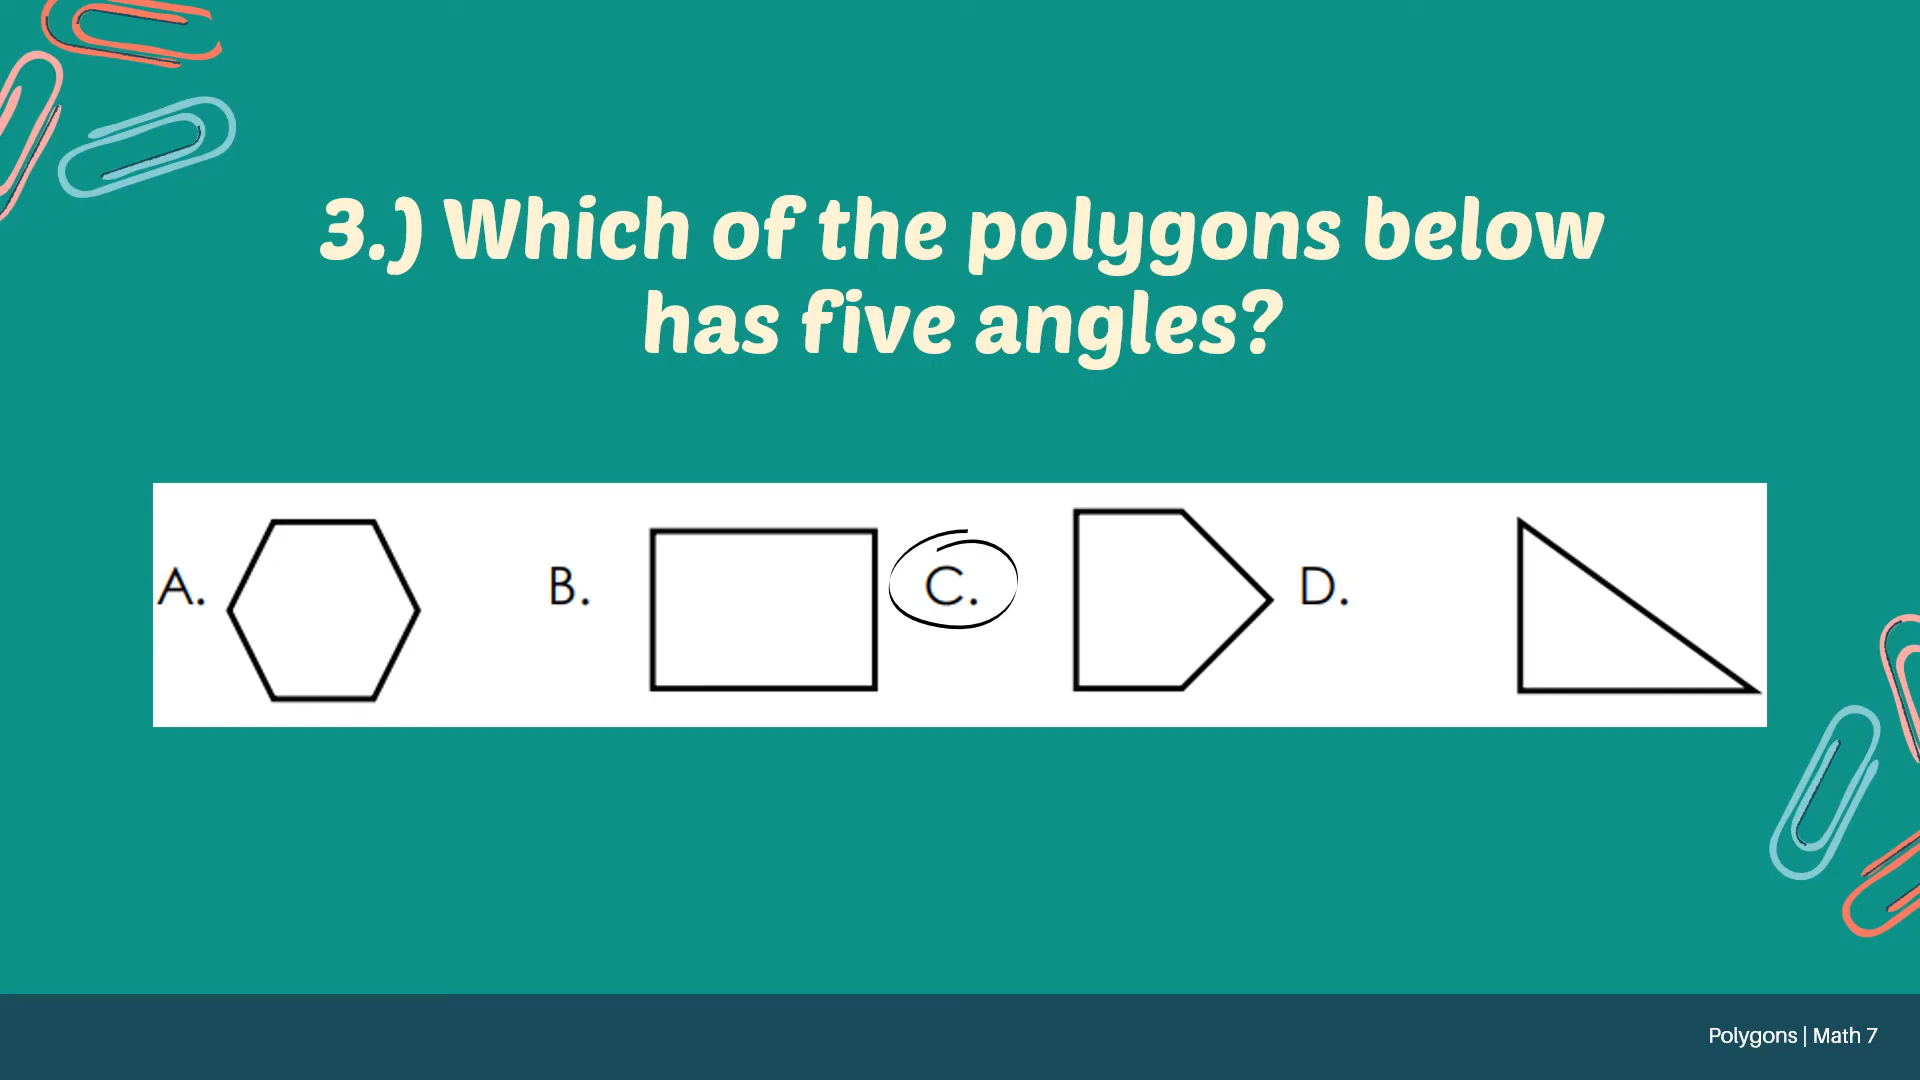 3.) Which of the polygons below
has five angles?
A. B. C. D.
Polygons | Math 7